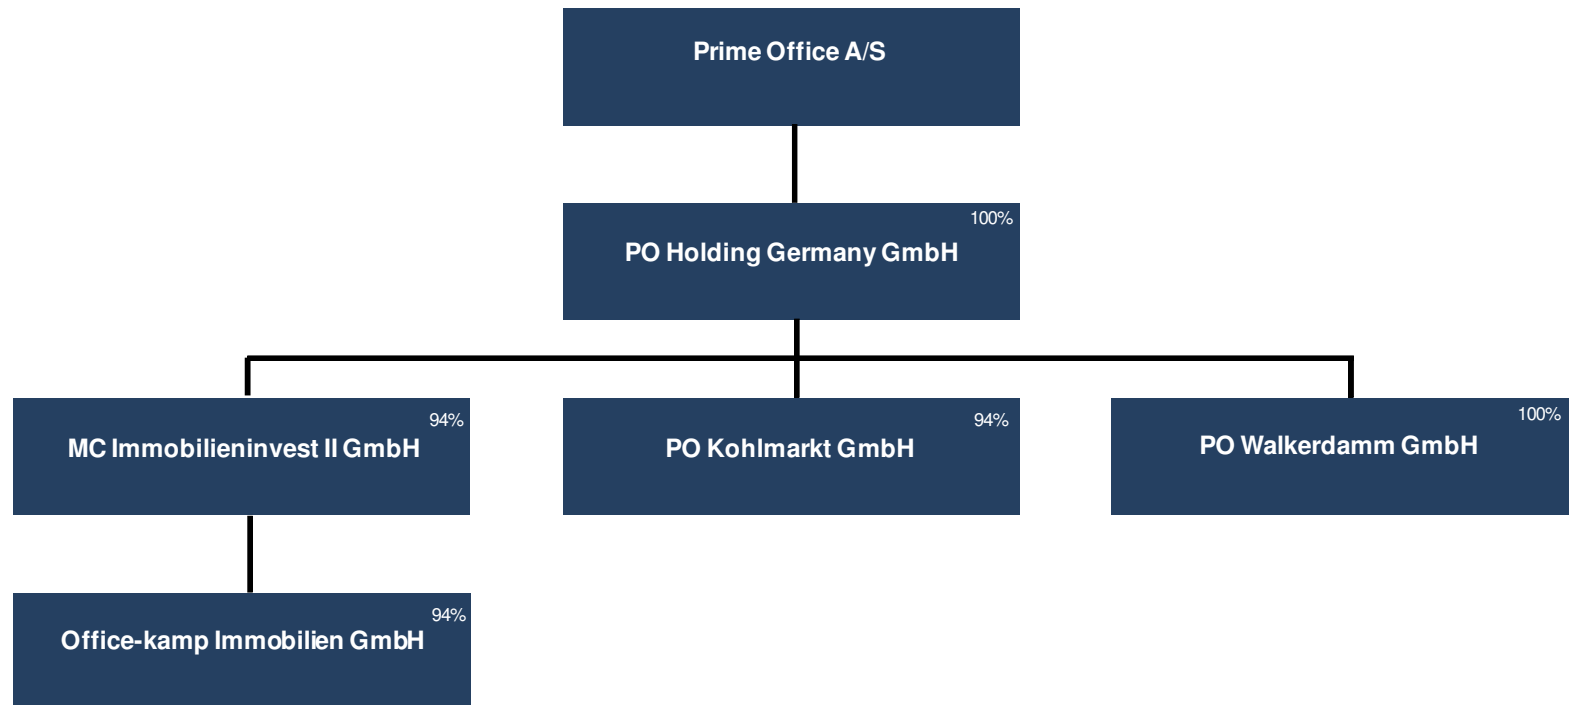 Prime Office A/S
100%
PO Holding Germany GmbH
94%
MC Immobilieninvest II GmbH
94%
PO Kohlmarkt GmbH
100%
PO Walkerdamm GmbH
94%
Office-kamp Immobilien GmbH